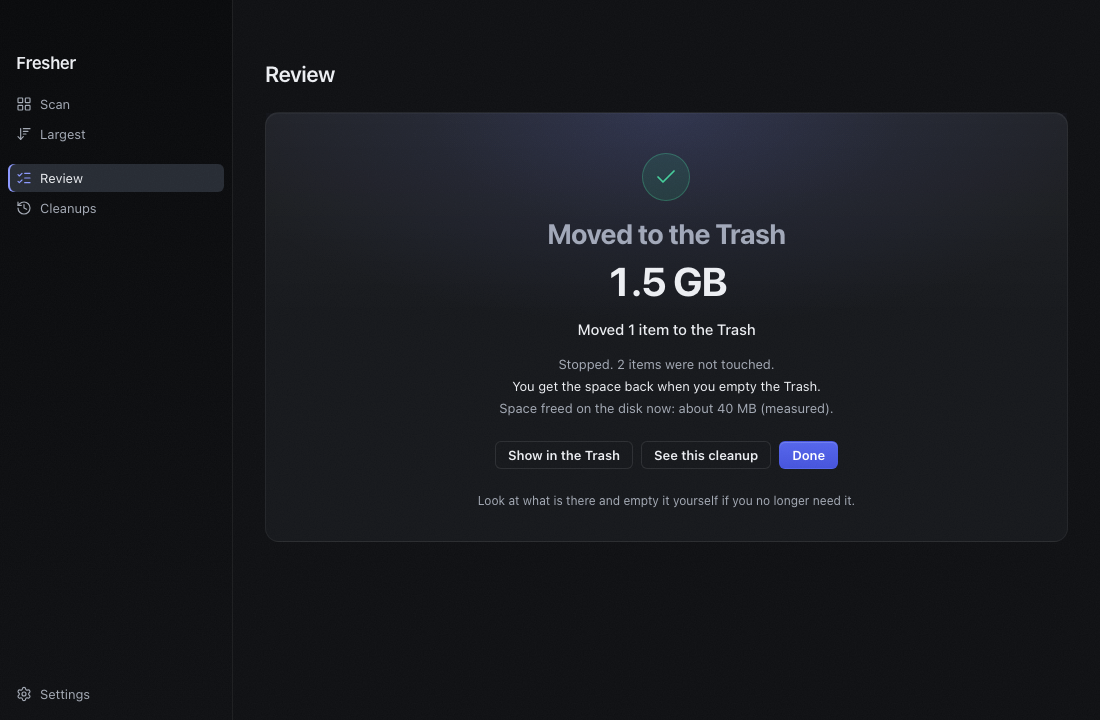 Fresher
Scan
Largest
Review
Cleanups
Settings
Review
Moved to the Trash
1.5 GB
Moved 1 item to the Trash
Stopped. 2 items were not touched.
You get the space back when you empty the Trash.
Space freed on the disk now: about 40 MB (measured).
Show in the Trash
See this cleanup
Done
Look at what is there and empty it yourself if you no longer need it.